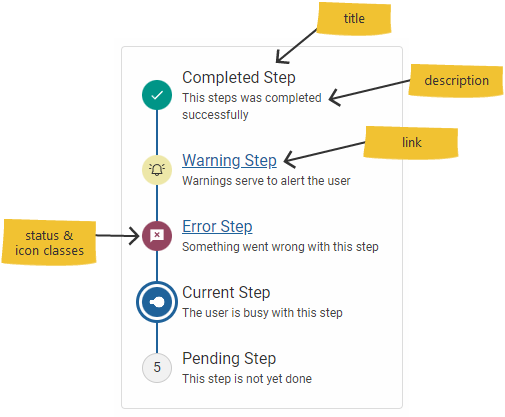 title
Completed Step
This steps was completed
successfully
description
Warning Step
Warnings serve to alert the user
link
Error Step
Something went wrong with this step
status &
icon classes
Current Step
The user is busy with this step
5
Pending Step
This step is not yet done